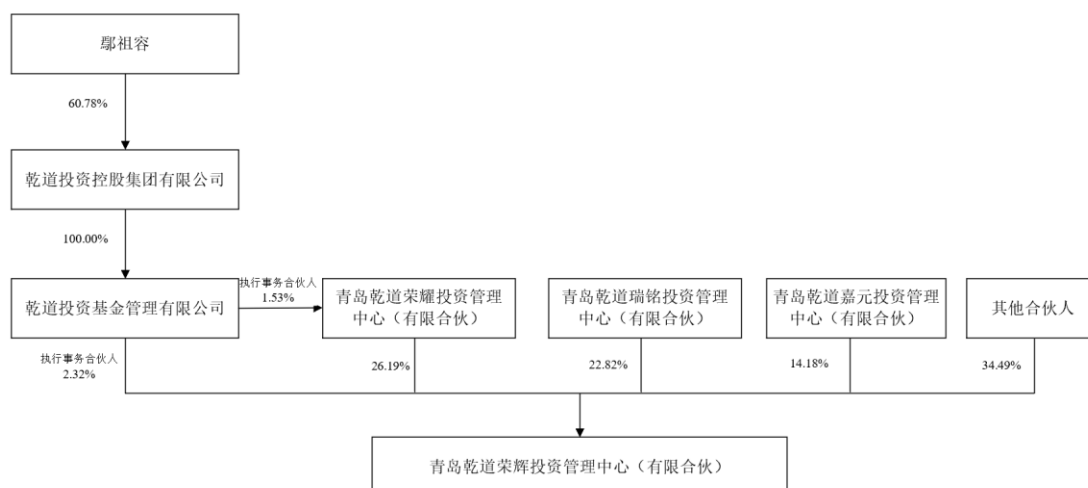 鄢祖容
60.78%
乾道投资控股集团有限公司
100.00%
乾道投资基金管理有限公司
执行事务合伙人
1.53%
青岛乾道荣耀投资管理
中心（有限合伙）
青岛乾道瑞铭投资管理
中心（有限合伙）
青岛乾道嘉元投资管理
中心（有限合伙）
其他合伙人
执行事务合伙人
2.32%
26.19%
22.82%
14.18%
34.49%
青岛乾道荣辉投资管理中心（有限合伙）